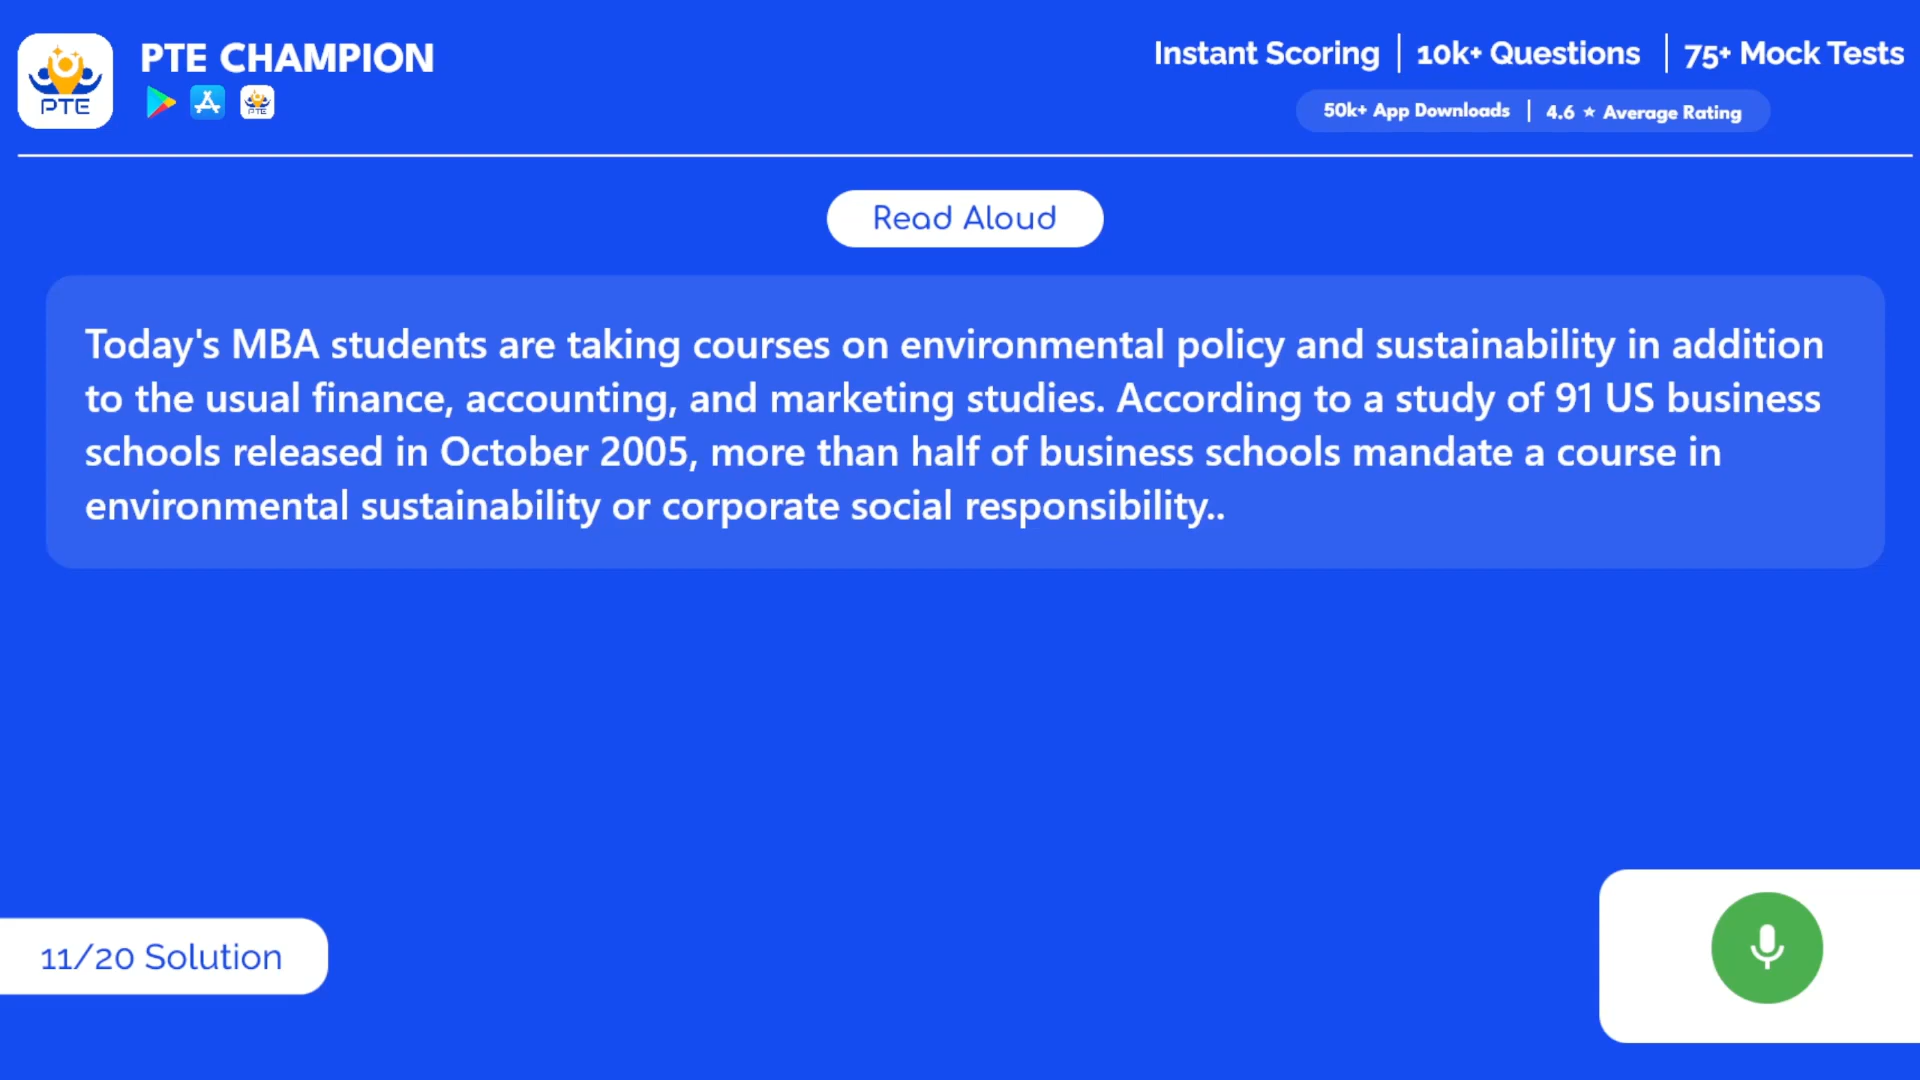 PTE CHAMPION
Instant Scoring | 10k+ Questions | 75+ Mock Tests
PTE
PTE
50k+ App Downloads | 4.6 ★ Average Rating
Read Aloud
Today's MBA students are taking courses on environmental policy and sustainability in addition
to the usual finance, accounting, and marketing studies. According to a study of 91 US business
schools released in October 2005, more than half of business schools mandate a course in
environmental sustainability or corporate social responsibility..
11/20 Solution